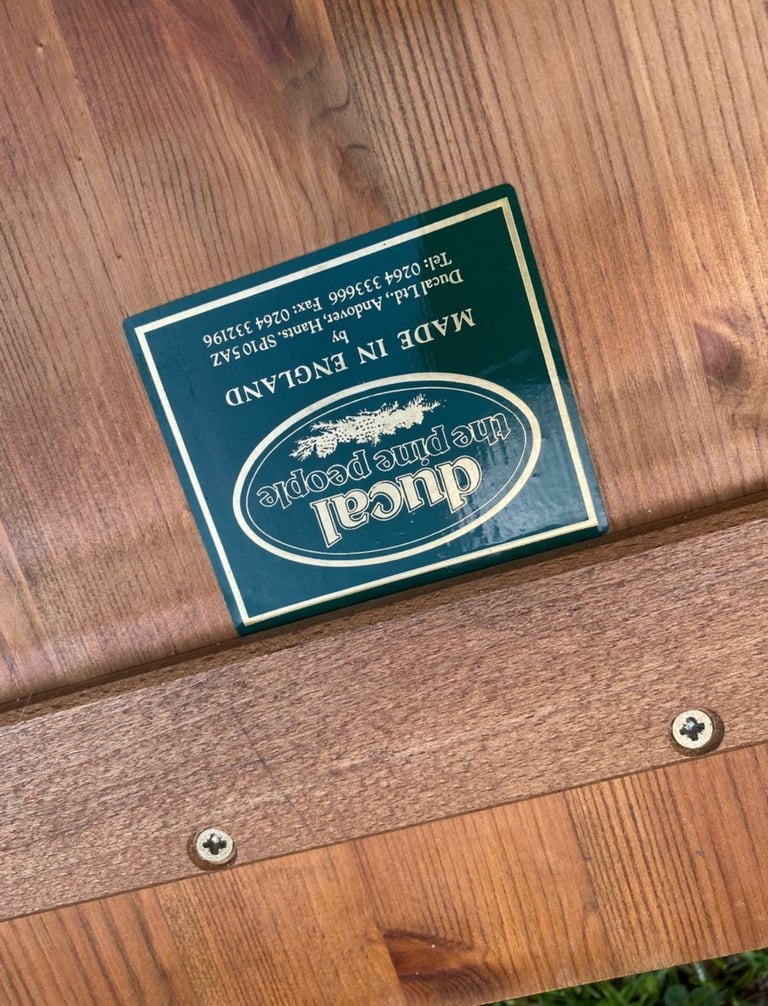 ducal
the pine people
MADE IN ENGLAND
by
Ducal Ltd., Andover, Hants. SP10 5AZ
Tel: 0264 333666 Fax: 0264 332196